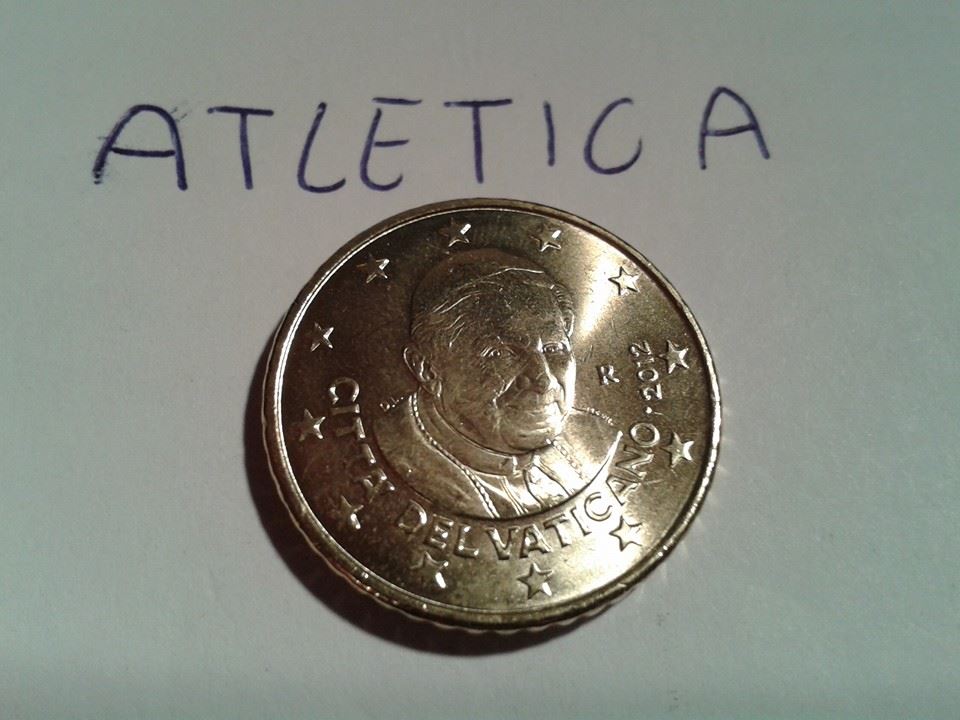 ATLETICA
CITTA' DEL VATICANO • 2012
R